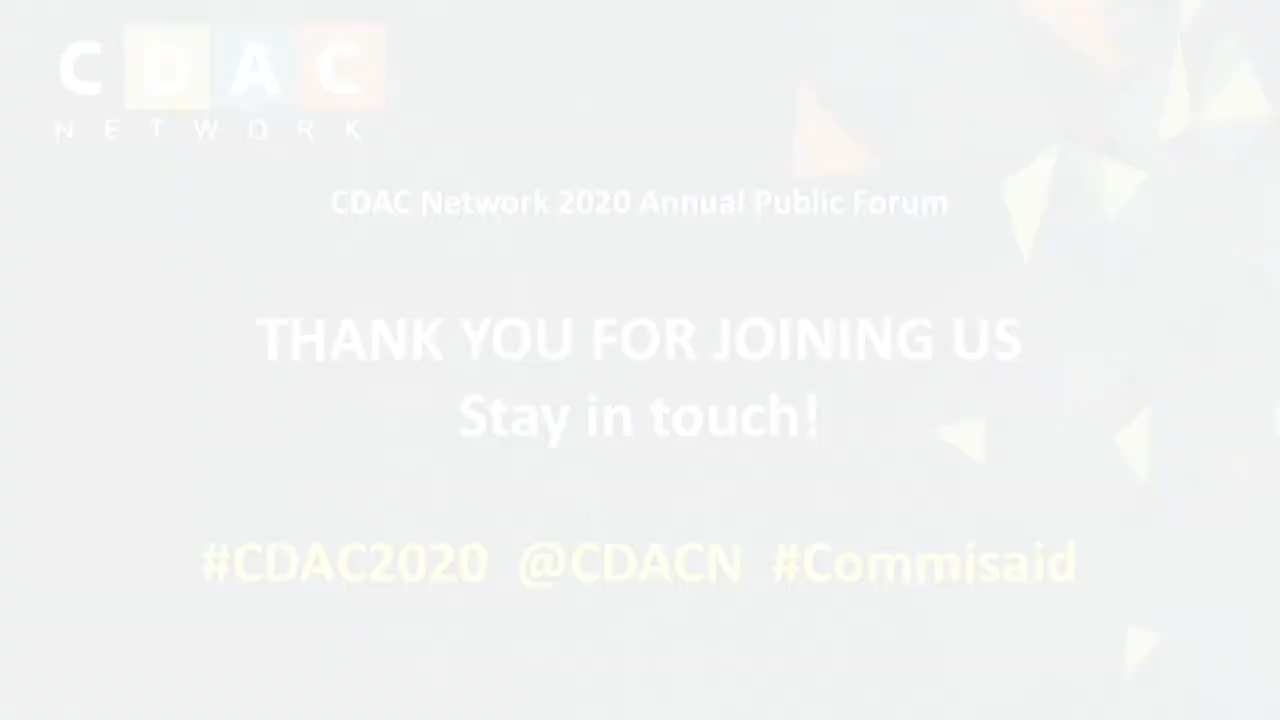 CDAC
NETWORK
CDAC Network 2020 Annual Public Forum
THANK YOU FOR JOINING US
Stay in touch!
#CDAC2020 @CDACN #Commisaid